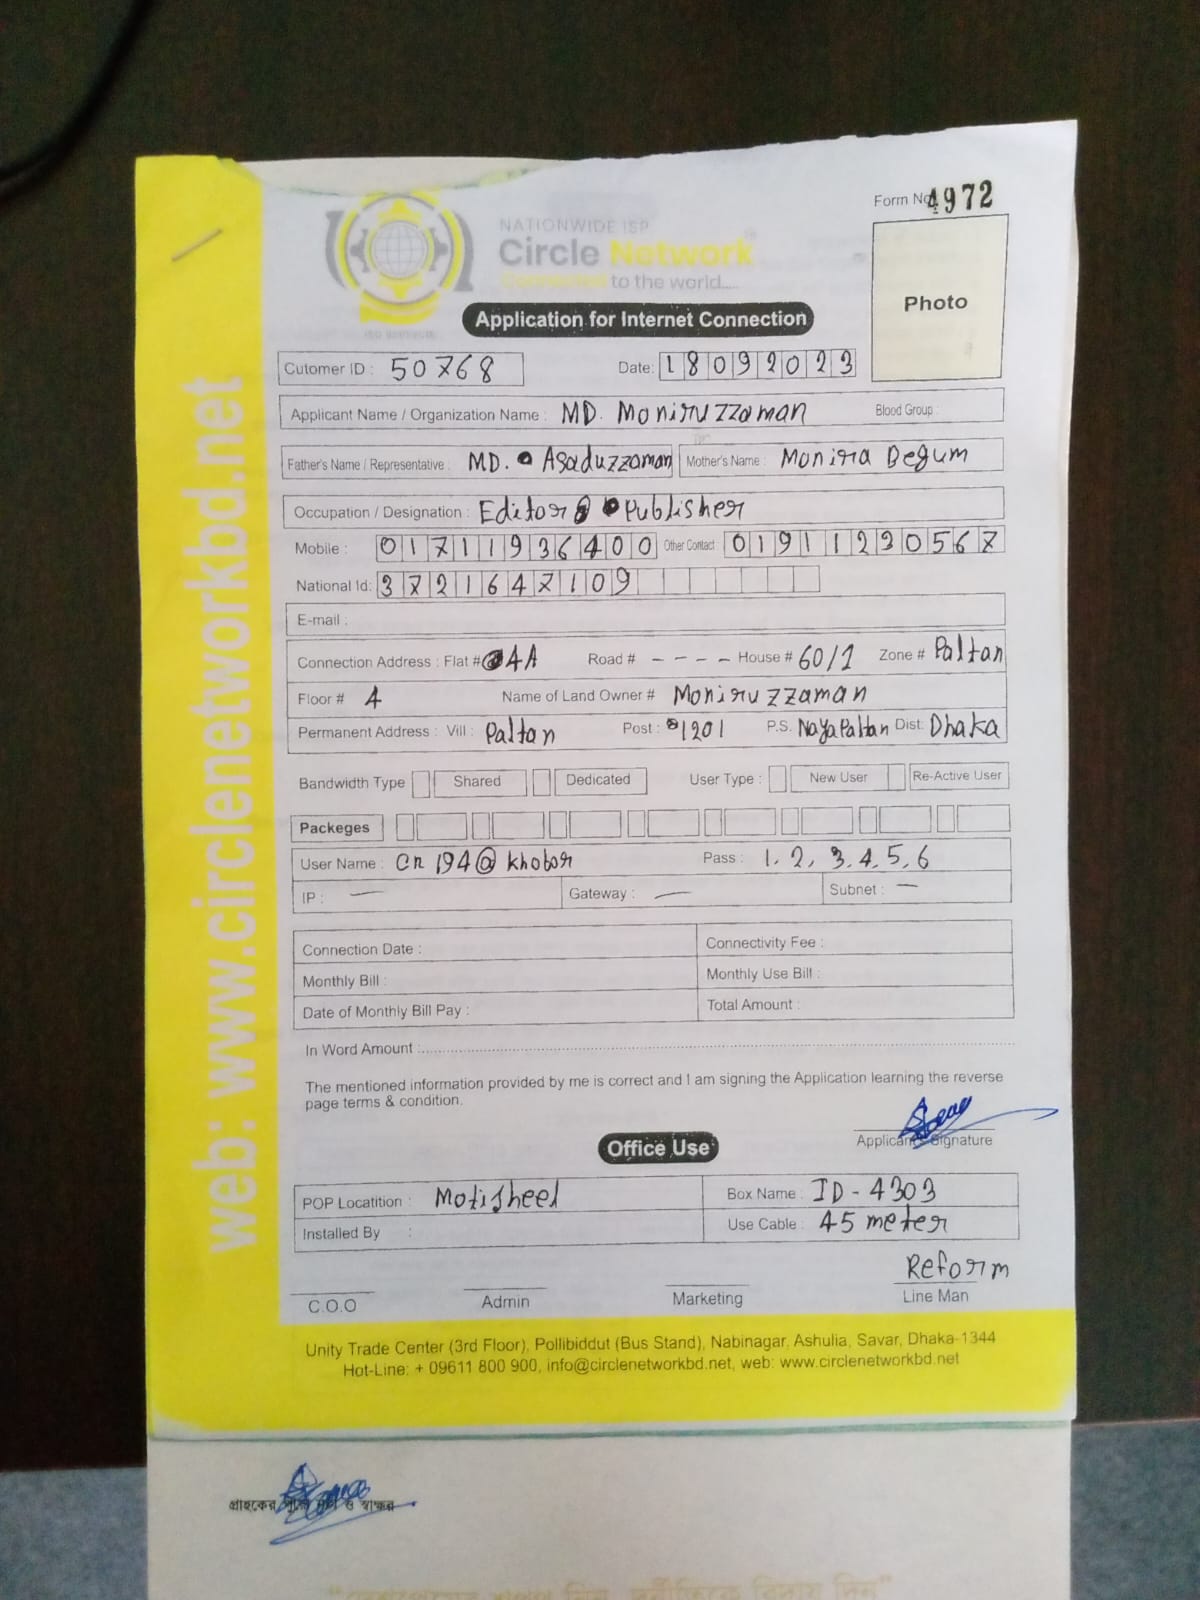 Form No 4972
NATIONWIDE ISP
Circle Network
Connected to the world....
Photo
Application for Internet Connection
Cutomer ID : 50768 Date: 18092023
Applicant Name / Organization Name : MD. Moniruzzaman Blood Group :
Father's Name / Representative : MD. Asaduzzaman Mother's Name : Monira Begum
Occupation / Designation : Editor Publisher
Mobile : 01711936400 Other Contact 01911230567
National Id: 3721647109
E-mail :
Connection Address : Flat # 4A Road # ---- House # 60/1 Zone # Paltan
Floor # 4 Name of Land Owner # Moniruzzaman
Permanent Address : Vill : Paltan Post : 1201 P.S. Naya Paltan Dist: Dhaka
Bandwidth Type Shared Dedicated User Type : New User Re-Active User
Packeges
User Name : cn 194@khobor Pass : 1, 2, 3, 4, 5, 6
IP : — Gateway : — Subnet : —
Connection Date : Connectivity Fee :
Monthly Bill : Monthly Use Bill :
Date of Monthly Bill Pay : Total Amount :
In Word Amount :
The mentioned information provided by me is correct and I am signing the Application learning the reverse
page terms & condition.
Applicant's Signature
Office Use
POP Locatition : Motijheel Box Name : ID-4303
Installed By : Use Cable : 45 meter
Reform
C.O.O Admin Marketing Line Man
Unity Trade Center (3rd Floor), Pollibiddut (Bus Stand), Nabinagar, Ashulia, Savar, Dhaka-1344
Hot-Line: + 09611 800 900, info@circlenetworkbd.net, web: www.circlenetworkbd.net
web: www.circlenetworkbd.net
গ্রাহকের ও স্বাক্ষর